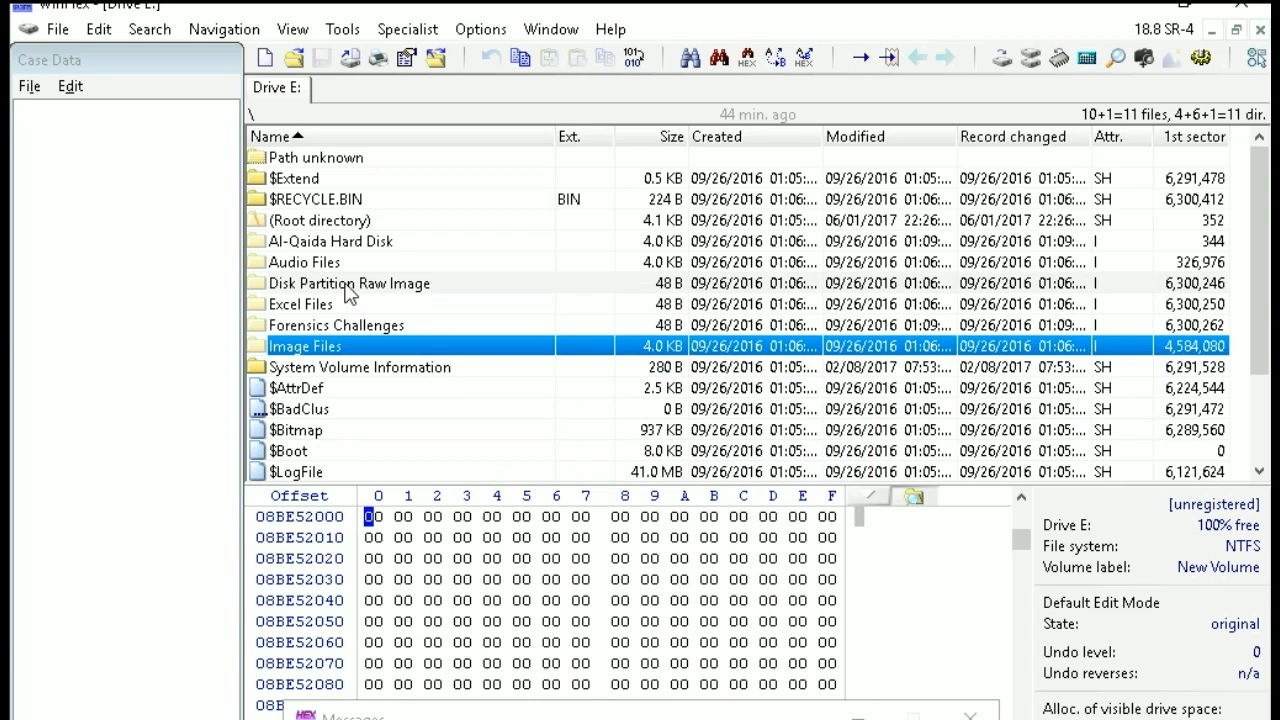 WinHex - [Drive E:]
File Edit Search Navigation View Tools Specialist Options Window Help 18.8 SR-4
Case Data
File Edit
Drive E:
\ 44 min. ago 10+1=11 files, 4+6+1=11 dir.
Name Ext. Size Created Modified Record changed Attr. 1st sector
Path unknown
$Extend 0.5 KB 09/26/2016 01:05:... 09/26/2016 01:05:... 09/26/2016 01:05:... SH 6,291,478
$RECYCLE.BIN BIN 224 B 09/26/2016 01:06:... 09/26/2016 01:06:... 09/26/2016 01:06:... SH 6,300,412
(Root directory) 4.1 KB 09/26/2016 01:05:... 06/01/2017 22:26... 06/01/2017 22:26... SH 352
Al-Qaida Hard Disk 4.0 KB 09/26/2016 01:06:... 09/26/2016 01:09:... 09/26/2016 01:09:... I 344
Audio Files 4.0 KB 09/26/2016 01:06:... 09/26/2016 01:06:... 09/26/2016 01:06:... I 326,976
Disk Partition Raw Image 48 B 09/26/2016 01:06:... 09/26/2016 01:06:... 09/26/2016 01:06:... I 6,300,246
Excel Files 48 B 09/26/2016 01:06:... 09/26/2016 01:06:... 09/26/2016 01:06:... I 6,300,250
Forensics Challenges 48 B 09/26/2016 01:06:... 09/26/2016 01:09:... 09/26/2016 01:09:... I 6,300,262
Image Files 4.0 KB 09/26/2016 01:06:... 09/26/2016 01:06:... 09/26/2016 01:06:... I 4,584,080
System Volume Information 280 B 09/26/2016 01:05:... 02/08/2017 07:53... 02/08/2017 07:53... SH 6,291,528
$AttrDef 2.5 KB 09/26/2016 01:05:... 09/26/2016 01:05:... 09/26/2016 01:05:... SH 6,224,544
$BadClus 0 B 09/26/2016 01:05:... 09/26/2016 01:05:... 09/26/2016 01:05:... SH 6,291,472
$Bitmap 937 KB 09/26/2016 01:05:... 09/26/2016 01:05:... 09/26/2016 01:05:... SH 6,289,560
$Boot 8.0 KB 09/26/2016 01:05:... 09/26/2016 01:05:... 09/26/2016 01:05:... SH 0
$LogFile 41.0 MB 09/26/2016 01:05:... 09/26/2016 01:05:... 09/26/2016 01:05:... SH 6,121,624
Offset 0 1 2 3 4 5 6 7 8 9 A B C D E F
08BE52000 00 00 00 00 00 00 00 00 00 00 00 00 00 00 00 00
08BE52010 00 00 00 00 00 00 00 00 00 00 00 00 00 00 00 00
08BE52020 00 00 00 00 00 00 00 00 00 00 00 00 00 00 00 00
08BE52030 00 00 00 00 00 00 00 00 00 00 00 00 00 00 00 00
08BE52040 00 00 00 00 00 00 00 00 00 00 00 00 00 00 00 00
08BE52050 00 00 00 00 00 00 00 00 00 00 00 00 00 00 00 00
08BE52060 00 00 00 00 00 00 00 00 00 00 00 00 00 00 00 00
08BE52070 00 00 00 00 00 00 00 00 00 00 00 00 00 00 00 00
08BE52080 00 00 00 00 00 00 00 00 00 00 00 00 00 00 00 00
08B
HEX Messages
[unregistered]
Drive E: 100% free
File system: NTFS
Volume label: New Volume
Default Edit Mode
State: original
Undo level: 0
Undo reverses: n/a
Alloc. of visible drive space: